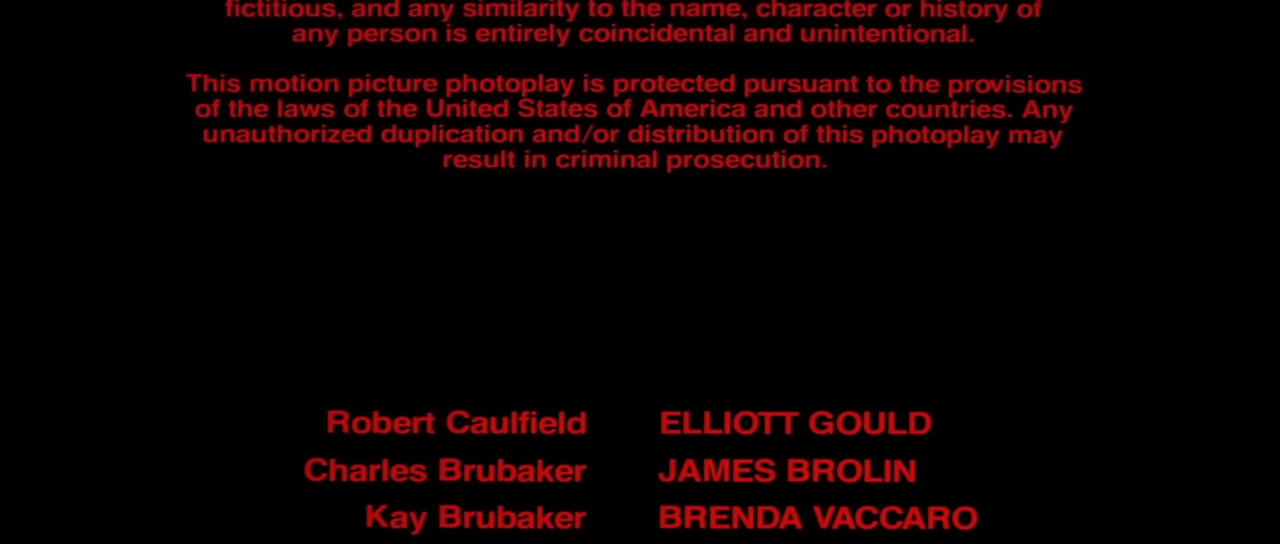 fictitious, and any similarity to the name, character or history of
any person is entirely coincidental and unintentional.
This motion picture photoplay is protected pursuant to the provisions
of the laws of the United States of America and other countries. Any
unauthorized duplication and/or distribution of this photoplay may
result in criminal prosecution.
Robert Caulfield ELLIOTT GOULD
Charles Brubaker JAMES BROLIN
Kay Brubaker BRENDA VACCARO